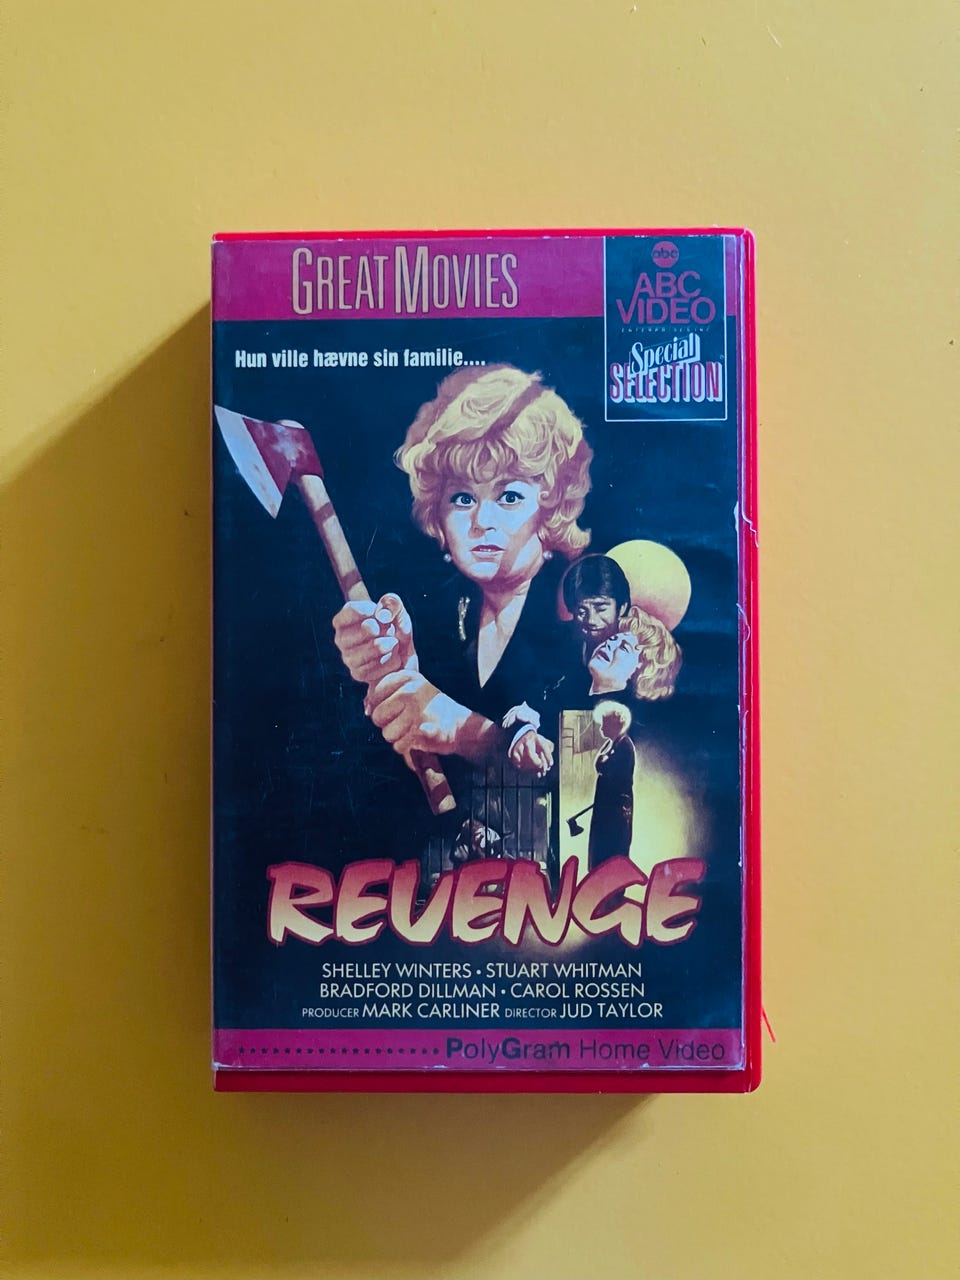 GREAT MOVIES
abc
ABC
VIDEO
Special
SELECTION
Hun ville hævne sin familie....
REVENGE
SHELLEY WINTERS • STUART WHITMAN
BRADFORD DILLMAN • CAROL ROSSEN
PRODUCER MARK CARLINER DIRECTOR JUD TAYLOR
PolyGram Home Video